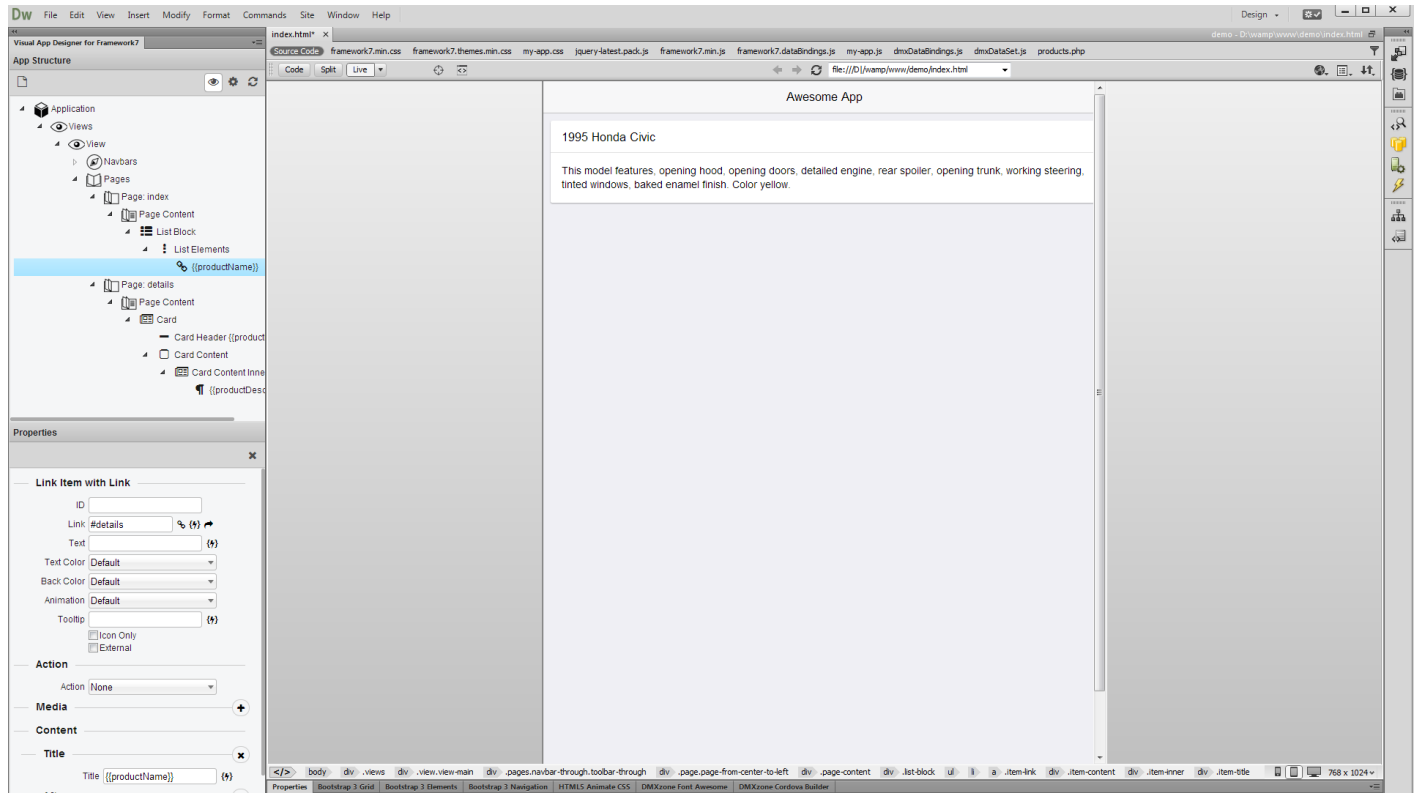 Dw File Edit View Insert Modify Format Commands Site Window Help Design
Visual App Designer for Framework7
index.html* ×
demo - D:\wamp\www\demo\index.html
Source Code framework7.min.css framework7.themes.min.css my-app.css jquery-latest.pack.js framework7.min.js framework7.dataBindings.js my-app.js dmxDataBindings.js dmxDataSet.js products.php
App Structure
Code Split Live file:///D|/wamp/www/demo/index.html
Application
Views
View
Navbars
Pages
Page: index
Page Content
List Block
List Elements
{{productName}}
Page: details
Page Content
Card
Card Header {{product
Card Content
Card Content Inne
{{productDesc
Awesome App
1995 Honda Civic
This model features, opening hood, opening doors, detailed engine, rear spoiler, opening trunk, working steering,
tinted windows, baked enamel finish. Color yellow.
Properties
Link Item with Link
ID
Link #details
Text
Text Color Default
Back Color Default
Animation Default
Tooltip
Icon Only
External
Action
Action None
Media
Content
Title
Title {{productName}}
</> body div .views div .view.view-main div .pages.navbar-through.toolbar-through div .page.page-from-center-to-left div .page-content div .list-block ul li a .item-link div .item-content div .item-inner div .item-title 768 x 1024
Properties Bootstrap 3 Grid Bootstrap 3 Elements Bootstrap 3 Navigation HTML5 Animate CSS DMXzone Font Awesome DMXzone Cordova Builder